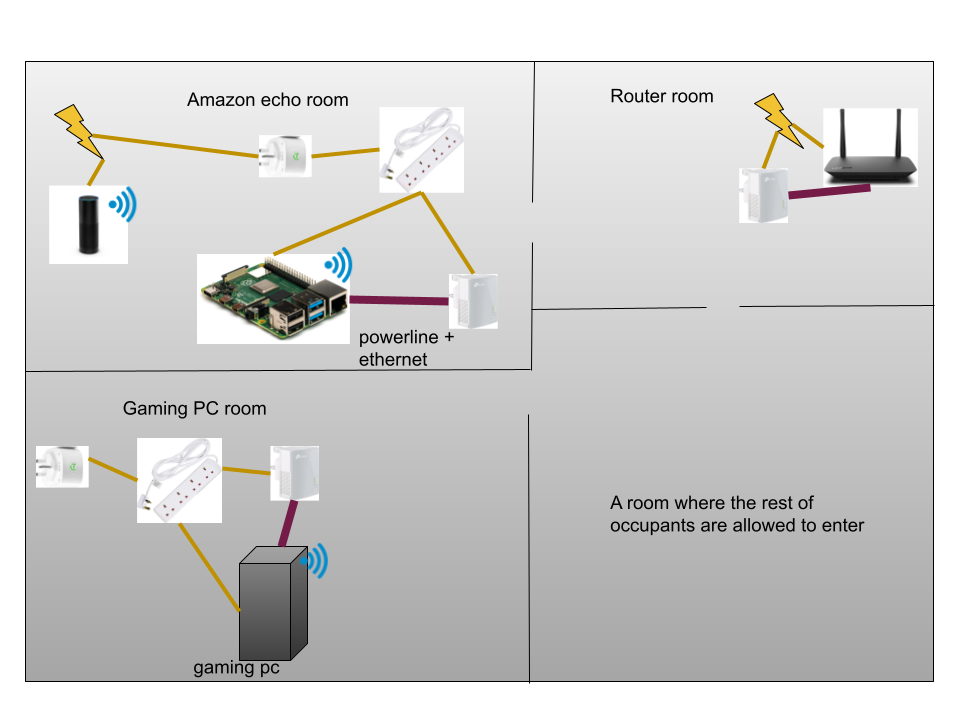 Amazon echo room
Router room
powerline +
ethernet
Gaming PC room
A room where the rest of
occupants are allowed to enter
gaming pc